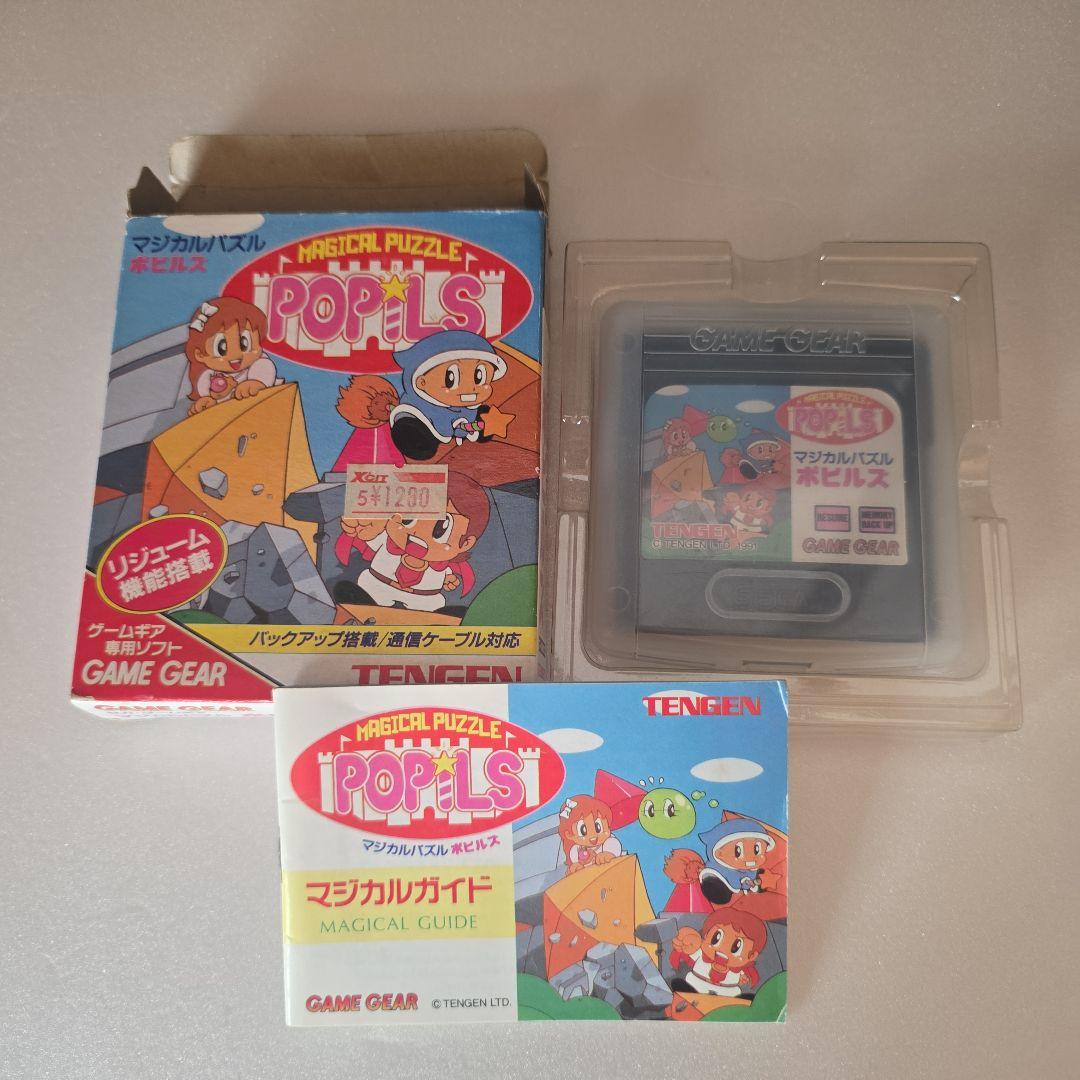 マジカルパズル
ポピルス
MAGICAL PUZZLE
POPiLS
XCII
5¥1280
リジューム
機能搭載
バックアップ搭載/通信ケーブル対応
ゲームギア
専用ソフト
GAME GEAR
TENGEN
GAME GEAR
GAME GEAR
MAGICAL PUZZLE
POPiLS
マジカルパズル
ポピルス
RESUME
MEMORY
BACK UP
TENGEN
© TENGEN LTD. 1991
GAME GEAR
SEGA
TENGEN
MAGICAL PUZZLE
POPiLS
マジカルパズル ポピルス
マジカルガイド
MAGICAL GUIDE
GAME GEAR
© TENGEN LTD.